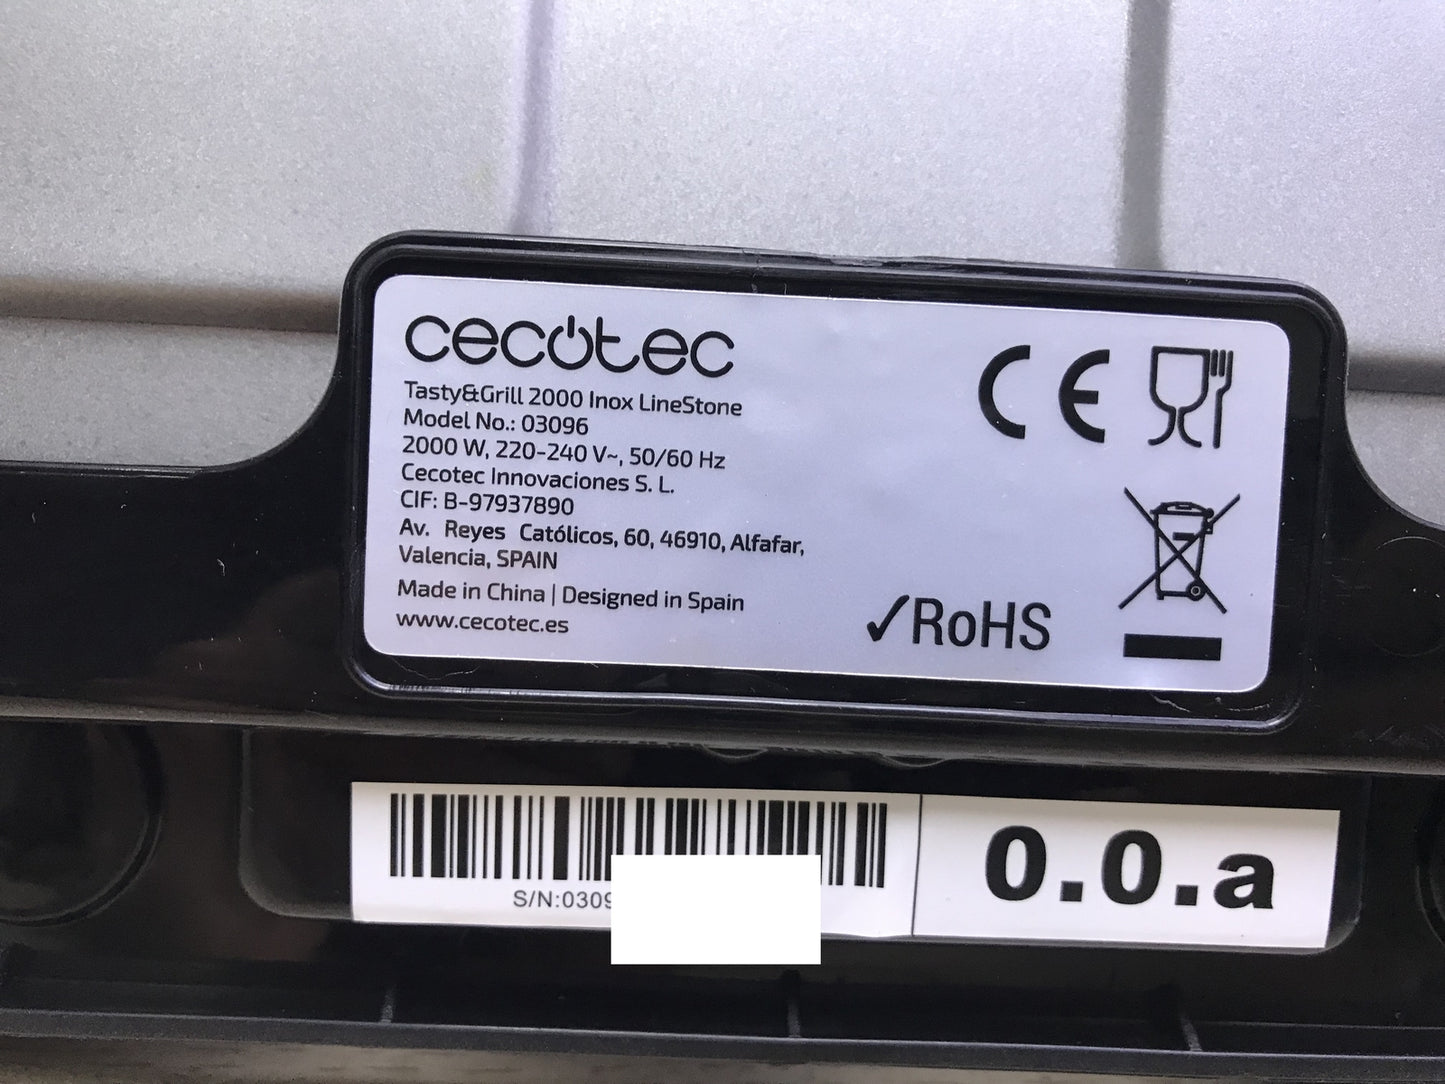 cecotec
Tasty&Grill 2000 Inox LineStone
Model No.: 03096
2000 W, 220-240 V~, 50/60 Hz
Cecotec Innovaciones S. L.
CIF: B-97937890
Av. Reyes Católicos, 60, 46910, Alfafar,
Valencia, SPAIN
Made in China | Designed in Spain
www.cecotec.es
CE
✓RoHS
S/N:0309
0.0.a